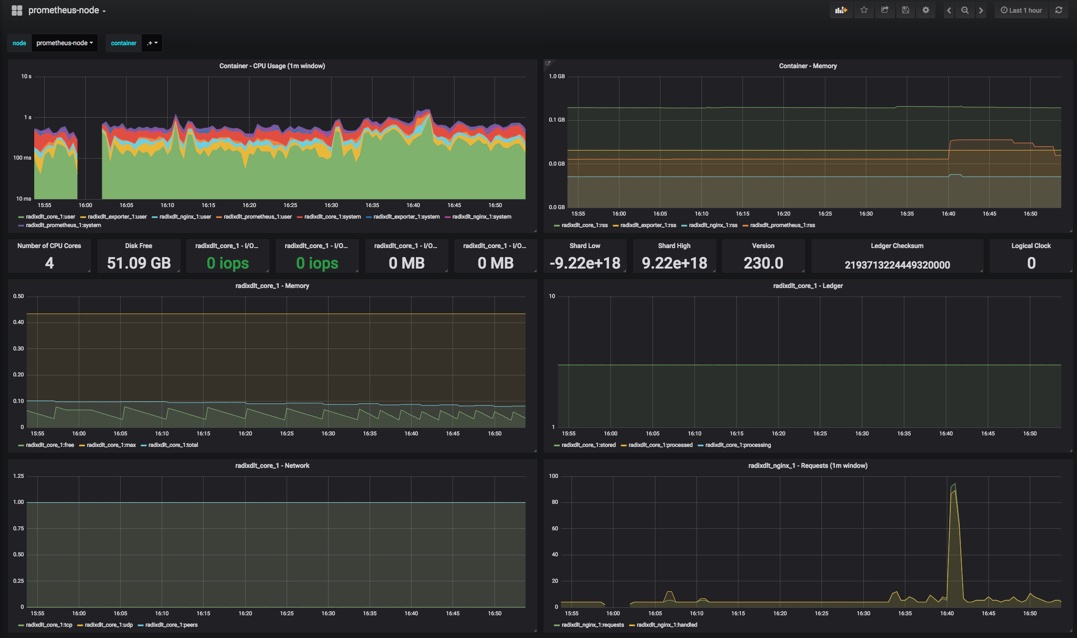 prometheus-node
Last 1 hour
node prometheus-node container .+
Container - CPU Usage (1m window)
10 s
1 s
100 ms
10 ms
15:55 16:00 16:05 16:10 16:15 16:20 16:25 16:30 16:35 16:40 16:45 16:50
radixdlt_core_1:user radixdlt_exporter_1:user radixdlt_nginx_1:user radixdlt_prometheus_1:user radixdlt_core_1:system radixdlt_exporter_1:system radixdlt_nginx_1:system
radixdlt_prometheus_1:system
Container - Memory
1.0 GB
0.1 GB
0.0 GB
0.0 GB
15:55 16:00 16:05 16:10 16:15 16:20 16:25 16:30 16:35 16:40 16:45 16:50
radixdlt_core_1:rss radixdlt_exporter_1:rss radixdlt_nginx_1:rss radixdlt_prometheus_1:rss
Number of CPU Cores
4
Disk Free
51.09 GB
radixdlt_core_1 - I/O...
0 iops
radixdlt_core_1 - I/O...
0 iops
radixdlt_core_1 - I/O...
0 MB
radixdlt_core_1 - I/O...
0 MB
Shard Low
-9.22e+18
Shard High
9.22e+18
Version
230.0
Ledger Checksum
2193713224449320000
Logical Clock
0
radixdlt_core_1 - Memory
0.50
0.40
0.30
0.20
0.10
0
15:55 16:00 16:05 16:10 16:15 16:20 16:25 16:30 16:35 16:40 16:45 16:50
radixdlt_core_1:free radixdlt_core_1:max radixdlt_core_1:total
radixdlt_core_1 - Ledger
10
1
15:55 16:00 16:05 16:10 16:15 16:20 16:25 16:30 16:35 16:40 16:45 16:50
radixdlt_core_1:stored radixdlt_core_1:processed radixdlt_core_1:processing
radixdlt_core_1 - Network
1.25
1.00
0.75
0.50
0.25
0
15:55 16:00 16:05 16:10 16:15 16:20 16:25 16:30 16:35 16:40 16:45 16:50
radixdlt_core_1:tcp radixdlt_core_1:udp radixdlt_core_1:peers
radixdlt_nginx_1 - Requests (1m window)
100
80
60
40
20
0
15:55 16:00 16:05 16:10 16:15 16:20 16:25 16:30 16:35 16:40 16:45 16:50
radixdlt_nginx_1:requests radixdlt_nginx_1:handled